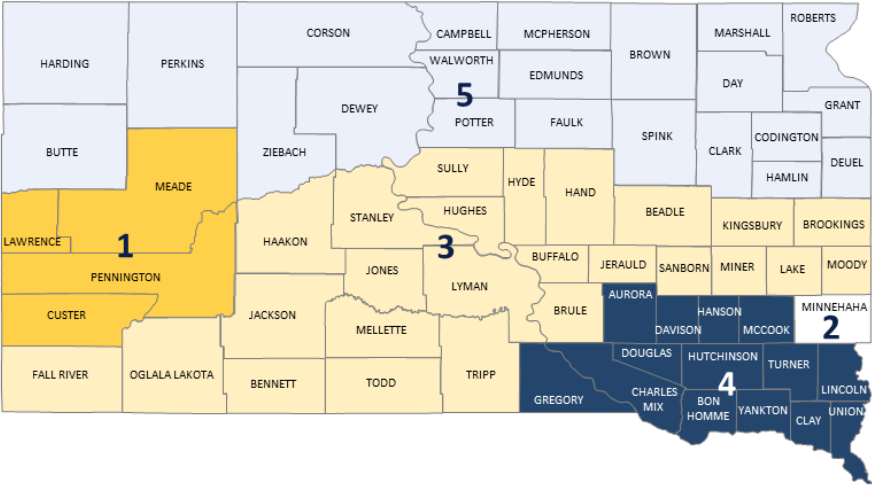 ROBERTS
CORSON
CAMPBELL
MCPHERSON
MARSHALL
HARDING
PERKINS
BROWN
WALWORTH
EDMUNDS
DAY
5
DEWEY
GRANT
POTTER
FAULK
SPINK
CODINGTON
BUTTE
ZIEBACH
CLARK
DEUEL
HAMLIN
SULLY
MEADE
HYDE
HAND
STANLEY
HUGHES
BEADLE
KINGSBURY
BROOKINGS
LAWRENCE
1
HAAKON
3
BUFFALO
JERAULD
SANBORN
MINER
LAKE
MOODY
PENNINGTON
JONES
LYMAN
AURORA
CUSTER
JACKSON
BRULE
HANSON
MINNEHAHA
MELLETTE
DAVISON
MCCOOK
2
DOUGLAS
HUTCHINSON
TURNER
FALL RIVER
OGLALA LAKOTA
BENNETT
TODD
TRIPP
4
LINCOLN
GREGORY
CHARLES
MIX
BON
HOMME
YANKTON
CLAY
UNION